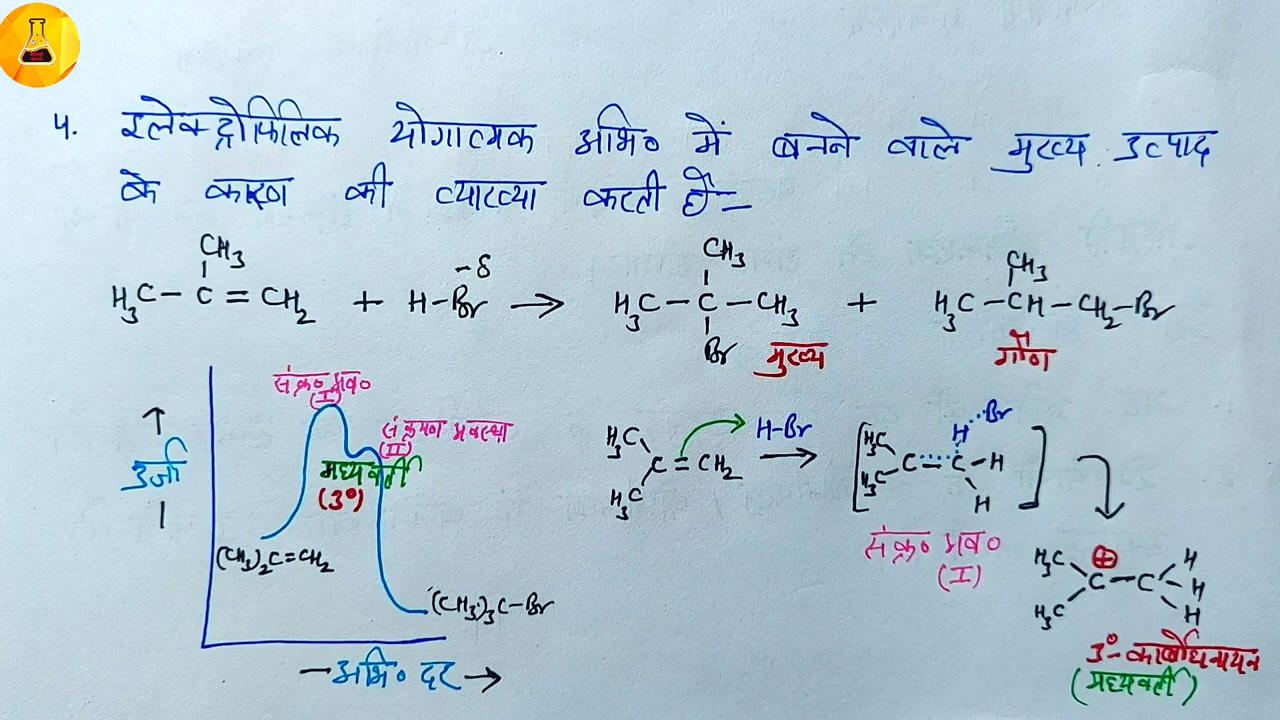 4. इलेक्ट्रोफिलिक योगात्मक अभि० में बनने वाले मुख्य उत्पाद
के कारण की व्याख्या करती है-
CH3
H3C-C=CH2 + H-Br → H3C-C-CH3 + H3C-CH-CH2-Br
-δ
CH3
CH3
Br मुख्य
गौण
संक्र० अव०
(I)
संक्रमण अवस्था
(II)
मध्यवर्ती
(3°)
↑
ऊर्जा
(CH3)2C=CH2
(CH3)3C-Br
-अभि० दर→
H3C
C=CH2
H3C
H-Br
→
H3C
H3C
C-C-H
H
Br
H
संक्र० अव०
(I)
H3C
⊕
C-C
H3C
H
H
H
3°-कार्बोधनायन
(मध्यवर्ती)